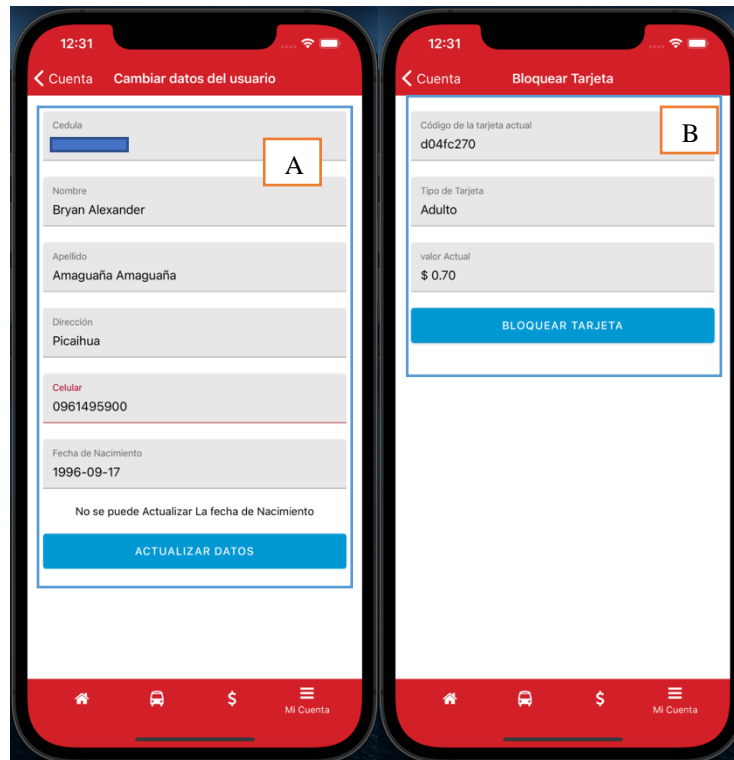 12:31
Cuenta
Cambiar datos del usuario
A
Cedula
Nombre
Bryan Alexander
Apellido
Amaguaña Amaguaña
Dirección
Picaihua
Celular
0961495900
Fecha de Nacimiento
1996-09-17
No se puede Actualizar La fecha de Nacimiento
ACTUALIZAR DATOS
$
Mi Cuenta
12:31
Cuenta
Bloquear Tarjeta
B
Código de la tarjeta actual
d04fc270
Tipo de Tarjeta
Adulto
valor Actual
$ 0.70
BLOQUEAR TARJETA
$
Mi Cuenta